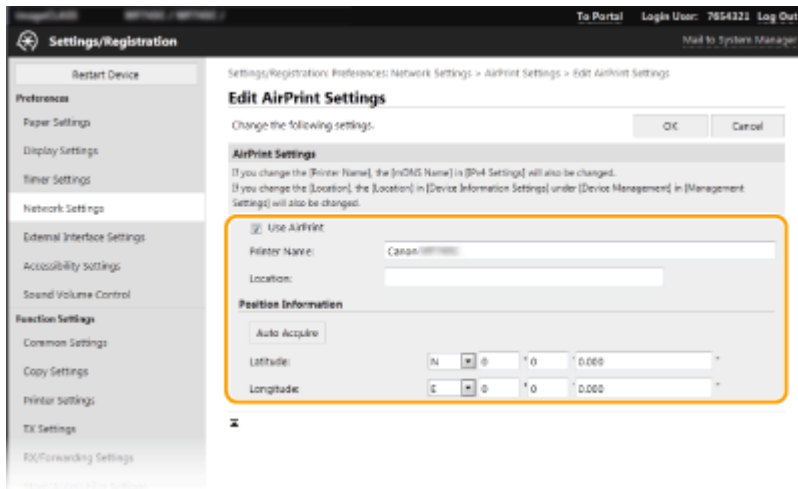 To Portal Login User: 7654321 Log Out
Settings/Registration
Mail to System Manager
Restart Device
Preferences
Paper Settings
Display Settings
Timer Settings
Network Settings
External Interface Settings
Accessibility Settings
Sound Volume Control
Function Settings
Common Settings
Copy Settings
Printer Settings
TX Settings
RX/Forwarding Settings
Settings/Registration: Preferences: Network Settings > AirPrint Settings > Edit AirPrint Settings
Edit AirPrint Settings
Change the following settings.
OK Cancel
AirPrint Settings
If you change the [Printer Name], the [mDNS Name] in [IPv4 Settings] will also be changed.
If you change the [Location], the [Location] in [Device Information Settings] under [Device Management] in [Management
Settings] will also be changed.
Use AirPrint
Printer Name: Canon
Location:
Position Information
Auto Acquire
Latitude: N 0 ° 0 ' 0.000 "
Longitude: E 0 ° 0 ' 0.000 "